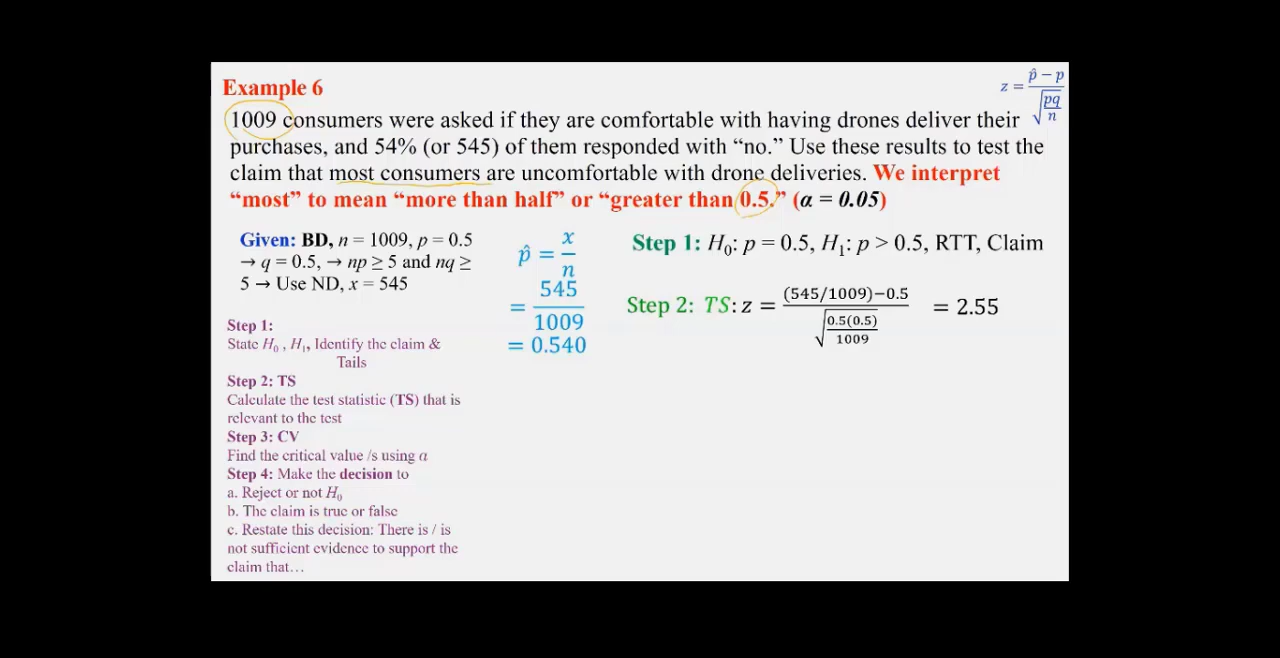 Example 6
z = p̂ − p / √(pq/n)
1009 consumers were asked if they are comfortable with having drones deliver their
purchases, and 54% (or 545) of them responded with “no.” Use these results to test the
claim that most consumers are uncomfortable with drone deliveries. We interpret
“most” to mean “more than half” or “greater than 0.5.” (α = 0.05)
Given: BD, n = 1009, p = 0.5
→ q = 0.5, → np ≥ 5 and nq ≥
5 → Use ND, x = 545
p̂ = x/n
= 545/1009
= 0.540
Step 1: H₀: p = 0.5, H₁: p > 0.5, RTT, Claim
Step 2: TS: z = (545/1009)−0.5 / √(0.5(0.5)/1009) = 2.55
Step 1:
State H₀ , H₁, Identify the claim &
Tails
Step 2: TS
Calculate the test statistic (TS) that is
relevant to the test
Step 3: CV
Find the critical value /s using α
Step 4: Make the decision to
a. Reject or not H₀
b. The claim is true or false
c. Restate this decision: There is / is
not sufficient evidence to support the
claim that…